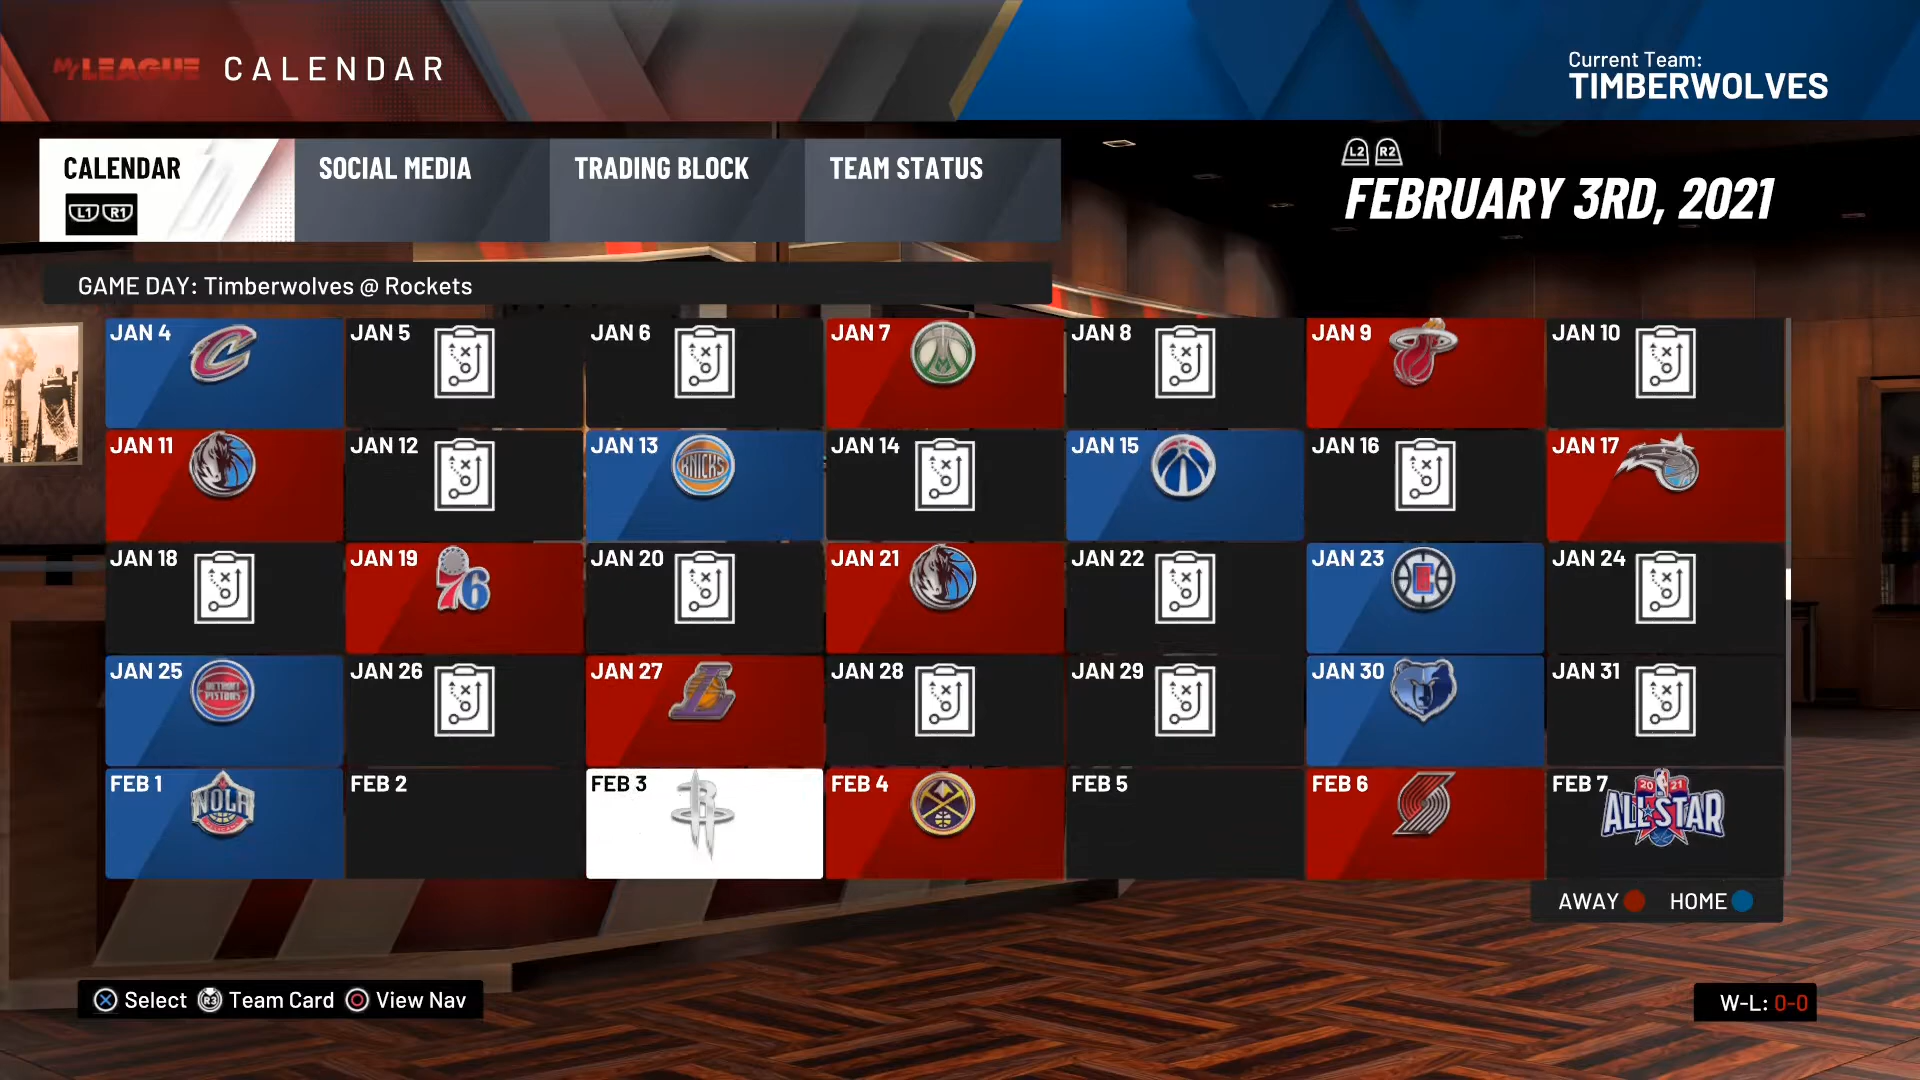 MyLEAGUE CALENDAR
Current Team:
TIMBERWOLVES
CALENDAR
L1 R1
SOCIAL MEDIA
TRADING BLOCK
TEAM STATUS
L2 R2
FEBRUARY 3RD, 2021
GAME DAY: Timberwolves @ Rockets
JAN 4 JAN 5 JAN 6 JAN 7 JAN 8 JAN 9 JAN 10
JAN 11 JAN 12 JAN 13 KNICKS JAN 14 JAN 15 JAN 16 JAN 17
JAN 18 JAN 19 76 JAN 20 JAN 21 JAN 22 JAN 23 JAN 24
JAN 25 DETROIT PISTONS JAN 26 JAN 27 L JAN 28 JAN 29 JAN 30 JAN 31
FEB 1 NOLA FEB 2 FEB 3 R FEB 4 FEB 5 FEB 6 FEB 7 2021 ALL STAR
AWAY HOME
Select R3 Team Card View Nav
W-L: 0-0